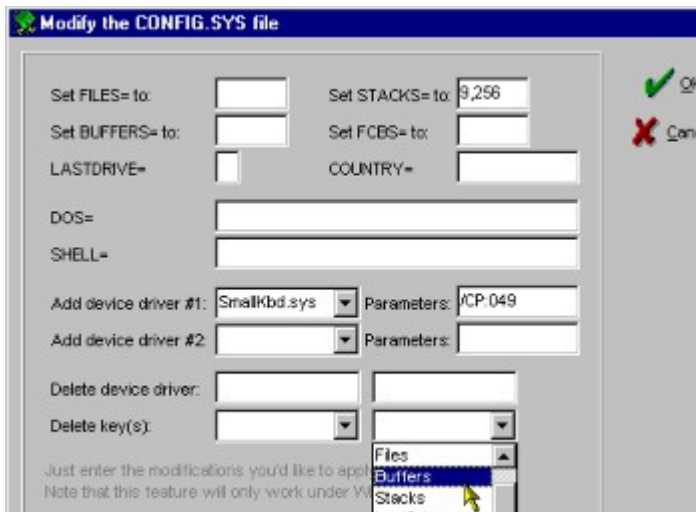 Modify the CONFIG.SYS file
Set FILES= to: Set STACKS= to: 9,256
Set BUFFERS= to: Set FCBS= to:
LASTDRIVE= COUNTRY=
DOS=
SHELL=
Add device driver #1: SmallKbd.sys Parameters: /CP:049
Add device driver #2: Parameters:
Delete device driver:
Delete key(s):
Files
Just enter the modifications you'd like to
Buffers
Note that this feature will only work under
Stacks